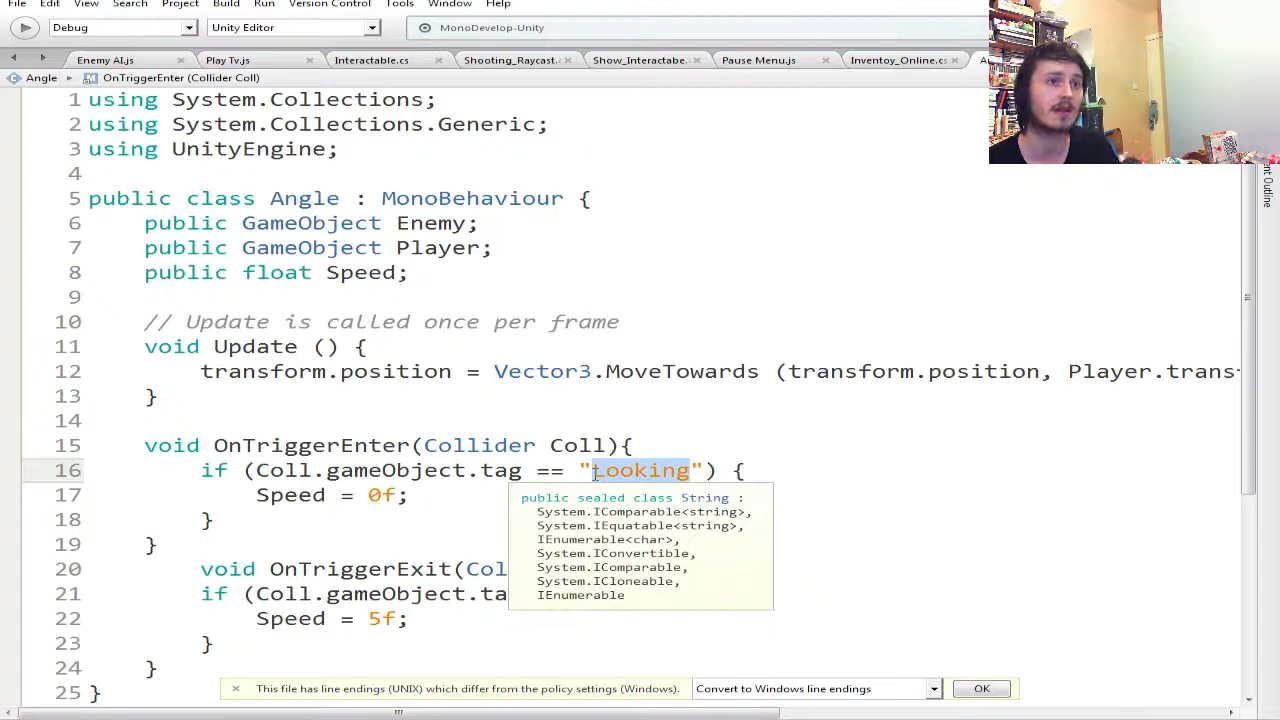 File Edit View Search Project Build Run Version Control Tools Window Help
Debug Unity Editor MonoDevelop-Unity
Enemy AI.js Play Tv.js Interactable.cs Shooting_Raycast. Show_Interactabe. Pause Menu.js Inventoy_Online.cs
Angle OnTriggerEnter (Collider Coll)
1 using System.Collections;
2 using System.Collections.Generic;
3 using UnityEngine;
4
5 public class Angle : MonoBehaviour {
6 public GameObject Enemy;
7 public GameObject Player;
8 public float Speed;
9
10 // Update is called once per frame
11 void Update () {
12 transform.position = Vector3.MoveTowards (transform.position, Player.trans
13 }
14
15 void OnTriggerEnter(Collider Coll){
16 if (Coll.gameObject.tag == "Looking") {
17 Speed = 0f;
18 }
19 }
20 void OnTriggerExit(Col
21 if (Coll.gameObject.ta
22 Speed = 5f;
23 }
24 }
25 }
public sealed class String :
System.IComparable<string>,
System.IEquatable<string>,
IEnumerable<char>,
System.IConvertible,
System.IComparable,
System.ICloneable,
IEnumerable
This file has line endings (UNIX) which differ from the policy settings (Windows). Convert to Windows line endings OK
ent Outline